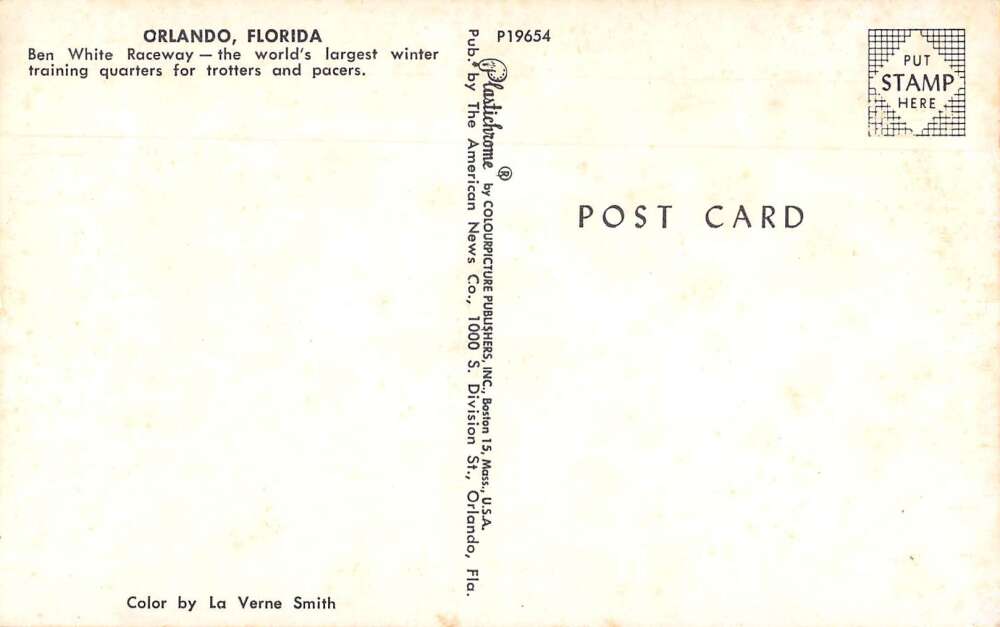 ORLANDO, FLORIDA
Ben White Raceway — the world's largest winter
training quarters for trotters and pacers.
Color by La Verne Smith
Pub. by The American News Co., 1000 S. Division St., Orlando, Fla.
Plastichrome ® by COLOURPICTURE PUBLISHERS, INC., Boston 15, Mass., U.S.A.
P19654
PUT
STAMP
HERE
POST CARD